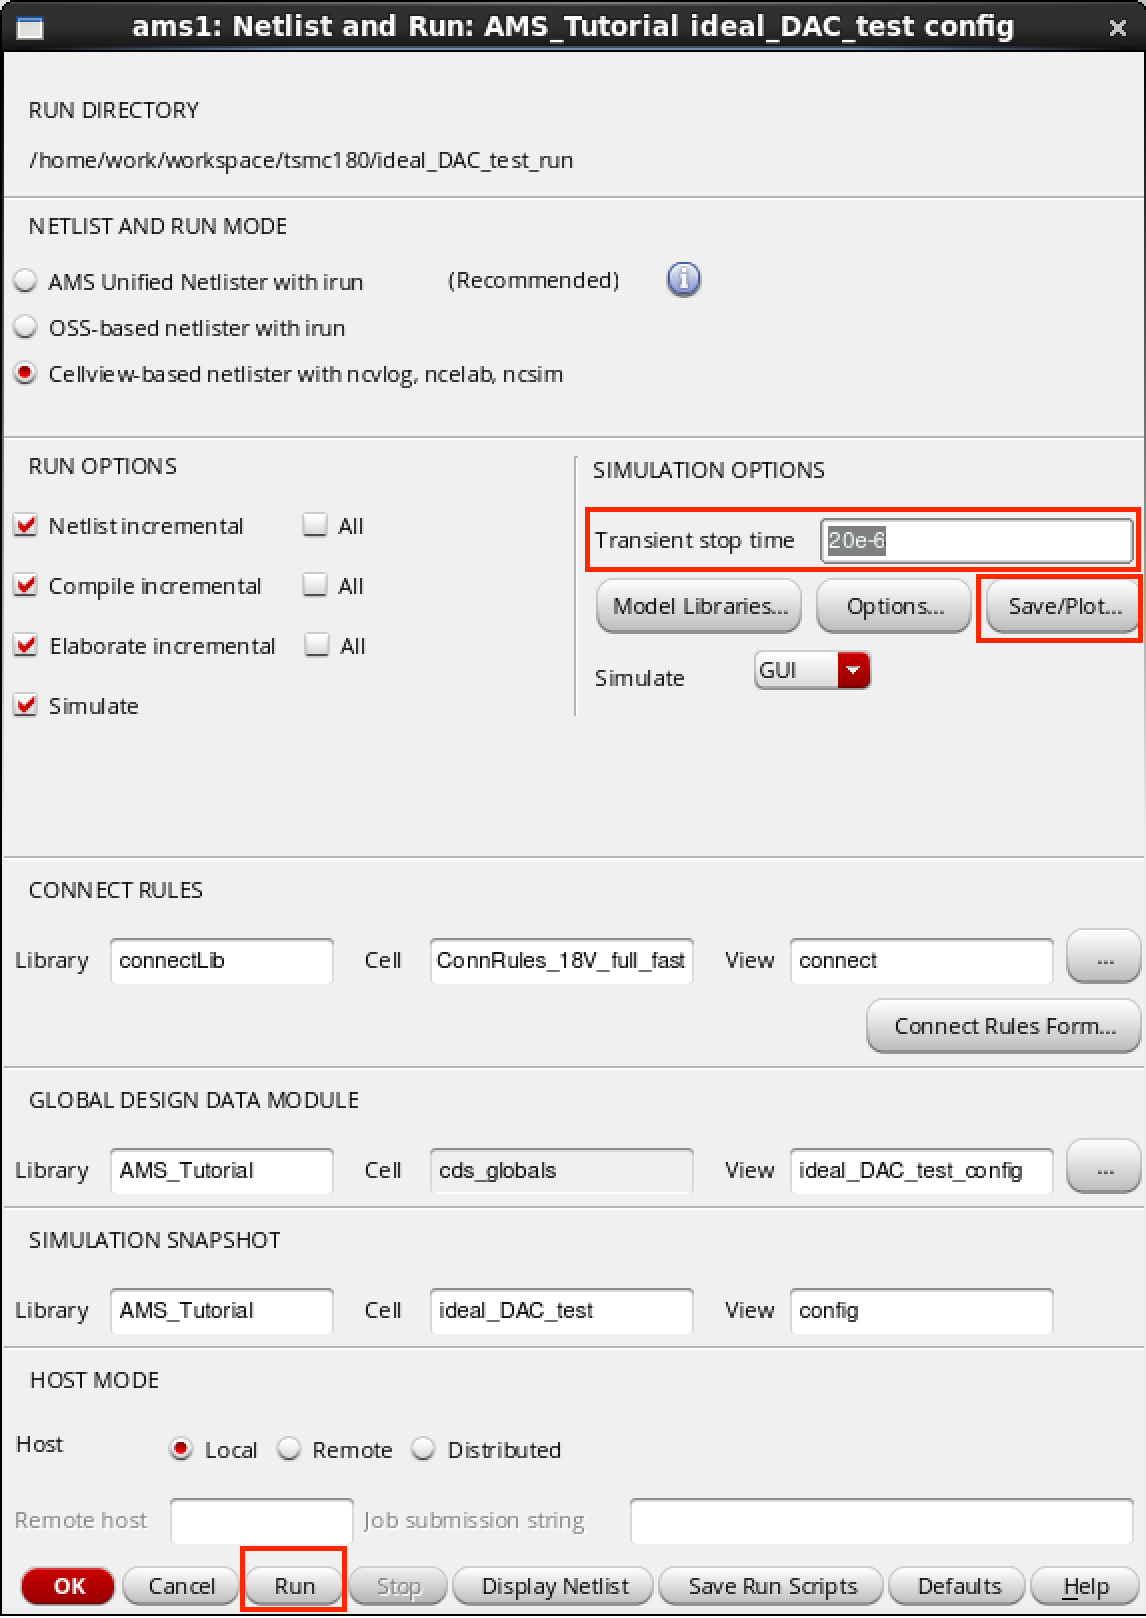 ams1: Netlist and Run: AMS_Tutorial ideal_DAC_test config
RUN DIRECTORY
/home/work/workspace/tsmc180/ideal_DAC_test_run
NETLIST AND RUN MODE
AMS Unified Netlister with irun (Recommended)
OSS-based netlister with irun
Cellview-based netlister with ncvlog, ncelab, ncsim
RUN OPTIONS
Netlist incremental All
Compile incremental All
Elaborate incremental All
Simulate
SIMULATION OPTIONS
Transient stop time 20e-6
Model Libraries... Options... Save/Plot...
Simulate GUI
CONNECT RULES
Library connectLib Cell ConnRules_18V_full_fast View connect ...
Connect Rules Form...
GLOBAL DESIGN DATA MODULE
Library AMS_Tutorial Cell cds_globals View ideal_DAC_test_config ...
SIMULATION SNAPSHOT
Library AMS_Tutorial Cell ideal_DAC_test View config
HOST MODE
Host Local Remote Distributed
Remote host Job submission string
OK Cancel Run Stop Display Netlist Save Run Scripts Defaults Help